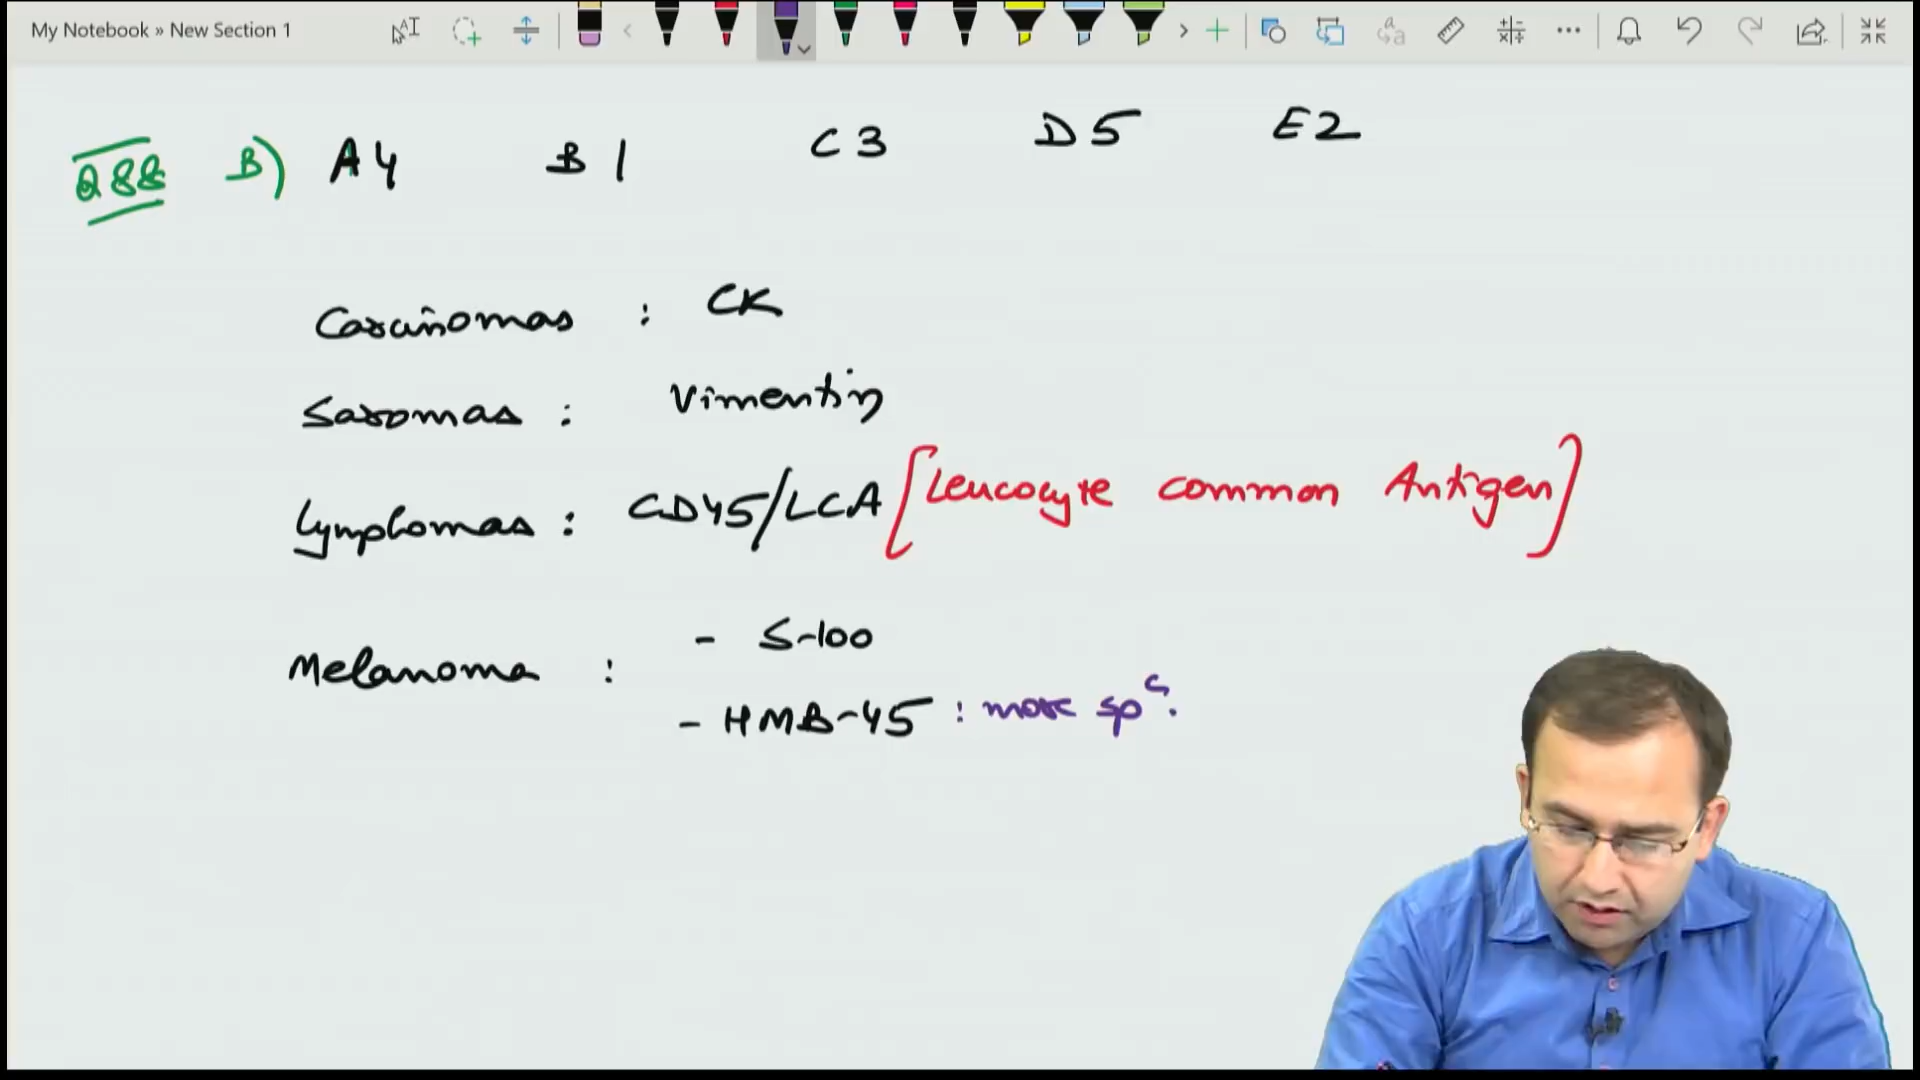 My Notebook » New Section 1
Q88 B) A4 B1 C3 D5 E2
Carcinomas : CK
Saromas : Vimentin
Lymphomas : CD45/LCA [Leucocyte common Antigen]
Melanoma : - S-100
- HMB-45 : more spc.